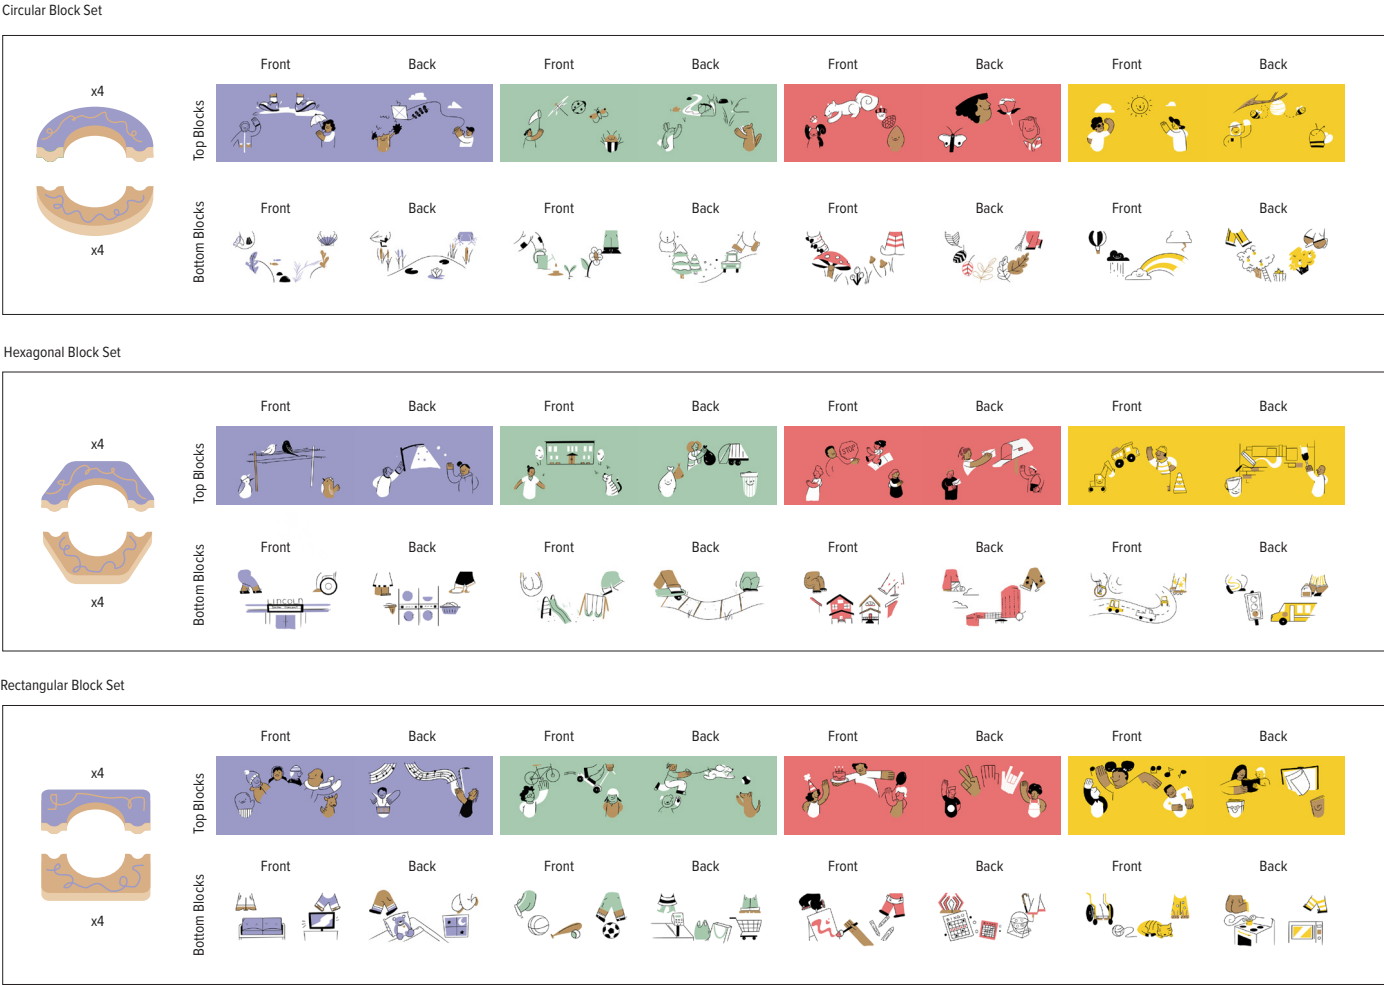 Circular Block Set
Front Back Front Back Front Back Front Back
x4
Top Blocks
Front Back Front Back Front Back Front Back
Bottom Blocks
x4
Hexagonal Block Set
Front Back Front Back Front Back Front Back
x4
Top Blocks
STOP
Front Back Front Back Front Back Front Back
Bottom Blocks
LINCOLN
x4
Rectangular Block Set
Front Back Front Back Front Back Front Back
x4
Top Blocks
Front Back Front Back Front Back Front Back
Bottom Blocks
x4